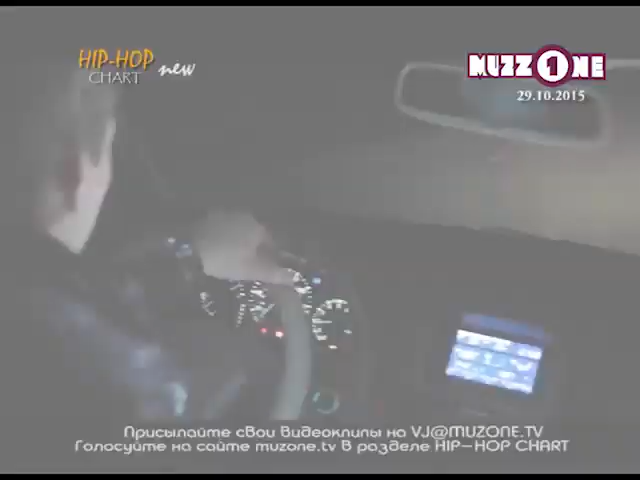 HIP-HOP
CHART new
MUZZ1NE
29.10.2015
Присылайте свои видеоклипы на VJ@MUZONE.TV
Голосуйте на сайте muzone.tv в разделе HIP-HOP CHART